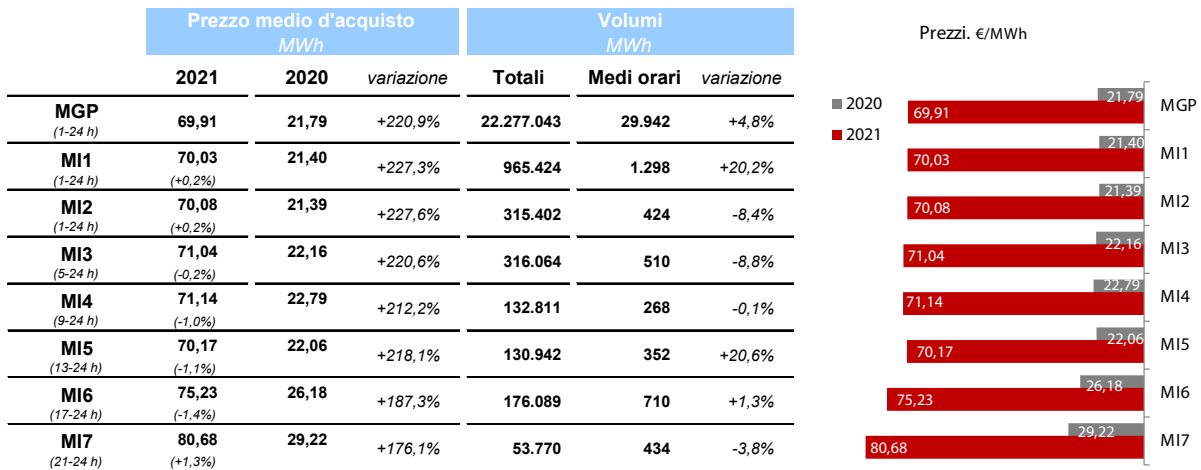 Prezzo medio d'acquisto Volumi
MWh MWh
2021 2020 variazione Totali Medi orari variazione
MGP 69,91 21,79 +220,9% 22.277.043 29.942 +4,8%
(1-24 h)
MI1 70,03 21,40 +227,3% 965.424 1.298 +20,2%
(1-24 h) (+0,2%)
MI2 70,08 21,39 +227,6% 315.402 424 -8,4%
(1-24 h) (+0,2%)
MI3 71,04 22,16 +220,6% 316.064 510 -8,8%
(5-24 h) (-0,2%)
MI4 71,14 22,79 +212,2% 132.811 268 -0,1%
(9-24 h) (-1,0%)
MI5 70,17 22,06 +218,1% 130.942 352 +20,6%
(13-24 h) (-1,1%)
MI6 75,23 26,18 +187,3% 176.089 710 +1,3%
(17-24 h) (-1,4%)
MI7 80,68 29,22 +176,1% 53.770 434 -3,8%
(21-24 h) (+1,3%)
Prezzi. €/MWh
2020
2021
21,79
69,91 MGP
21,40
70,03 MI1
21,39
70,08 MI2
22,16
71,04 MI3
22,79
71,14 MI4
22,06
70,17 MI5
26,18
75,23 MI6
29,22
80,68 MI7